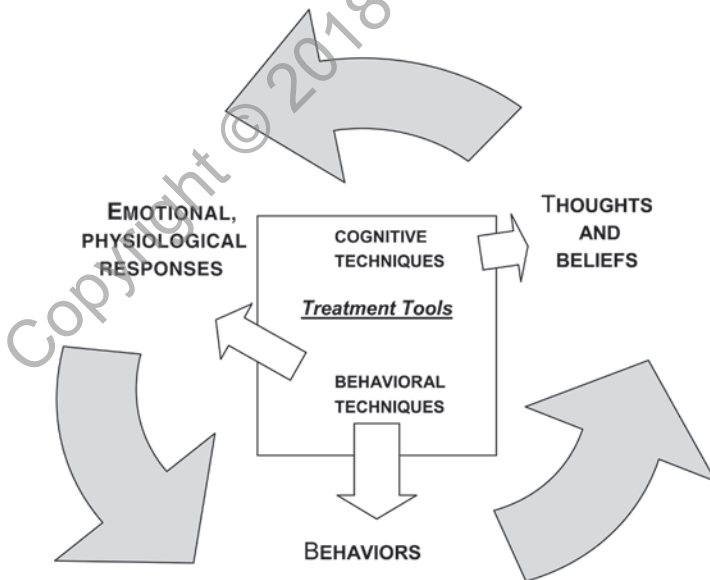 Copyright © 2018
EMOTIONAL,
PHYSIOLOGICAL
RESPONSES
COGNITIVE
TECHNIQUES
THOUGHTS
AND
BELIEFS
Treatment Tools
BEHAVIORAL
TECHNIQUES
BEHAVIORS